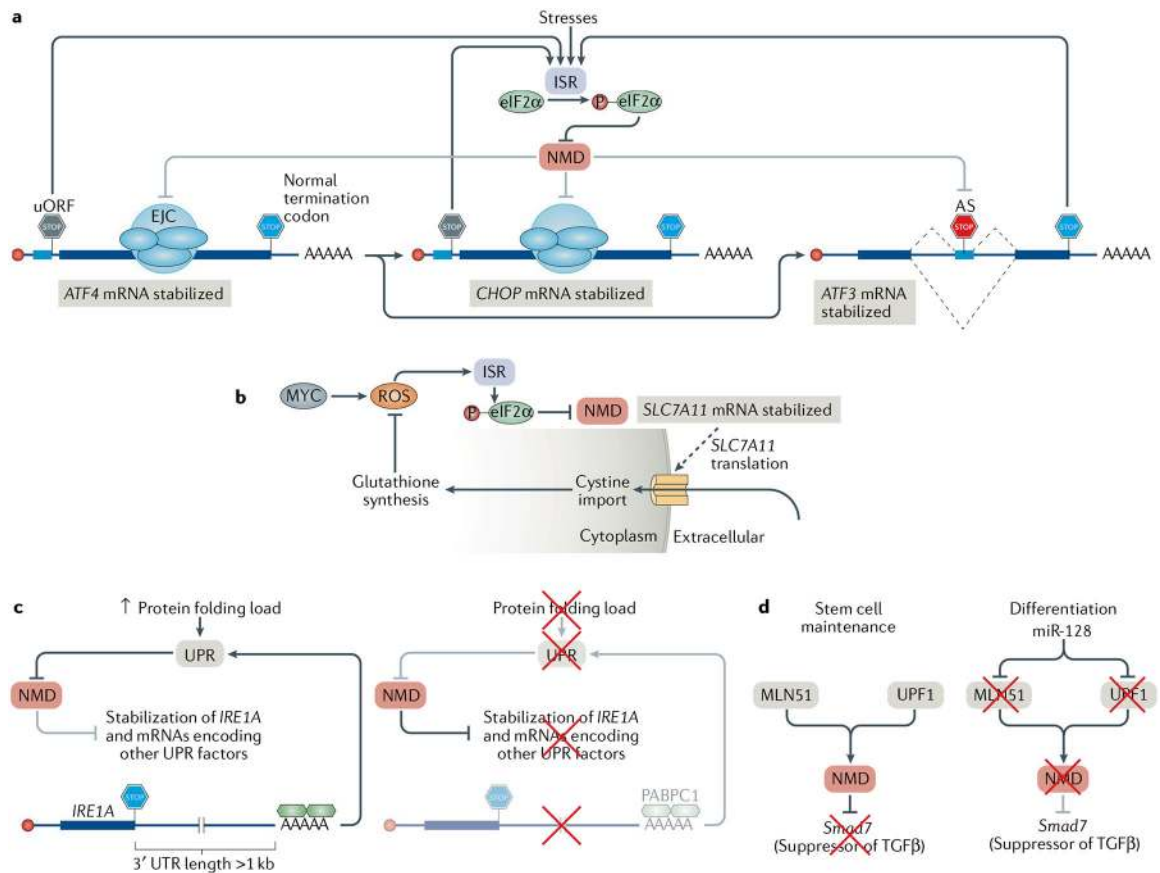 a
Stresses
ISR
eIF2α
P
eIF2α
NMD
uORF
STOP
EJC
Normal
termination
codon
STOP
AAAAA
STOP
STOP
AAAAA
AS
STOP
STOP
AAAAA
ATF4 mRNA stabilized
CHOP mRNA stabilized
ATF3 mRNA
stabilized
b
MYC
ROS
ISR
P
eIF2α
NMD
SLC7A11 mRNA stabilized
SLC7A11
translation
Glutathione
synthesis
Cystine
import
Cytoplasm
Extracellular
c
↑ Protein folding load
UPR
NMD
Stabilization of IRE1A
and mRNAs encoding
other UPR factors
IRE1A
STOP
AAAAA
3′ UTR length >1 kb
Protein folding load
UPR
NMD
Stabilization of IRE1A
and mRNAs encoding
other UPR factors
STOP
PABPC1
AAAAA
d
Stem cell
maintenance
MLN51
UPF1
NMD
Smad7
(Suppressor of TGFβ)
Differentiation
miR-128
MLN51
UPF1
NMD
Smad7
(Suppressor of TGFβ)